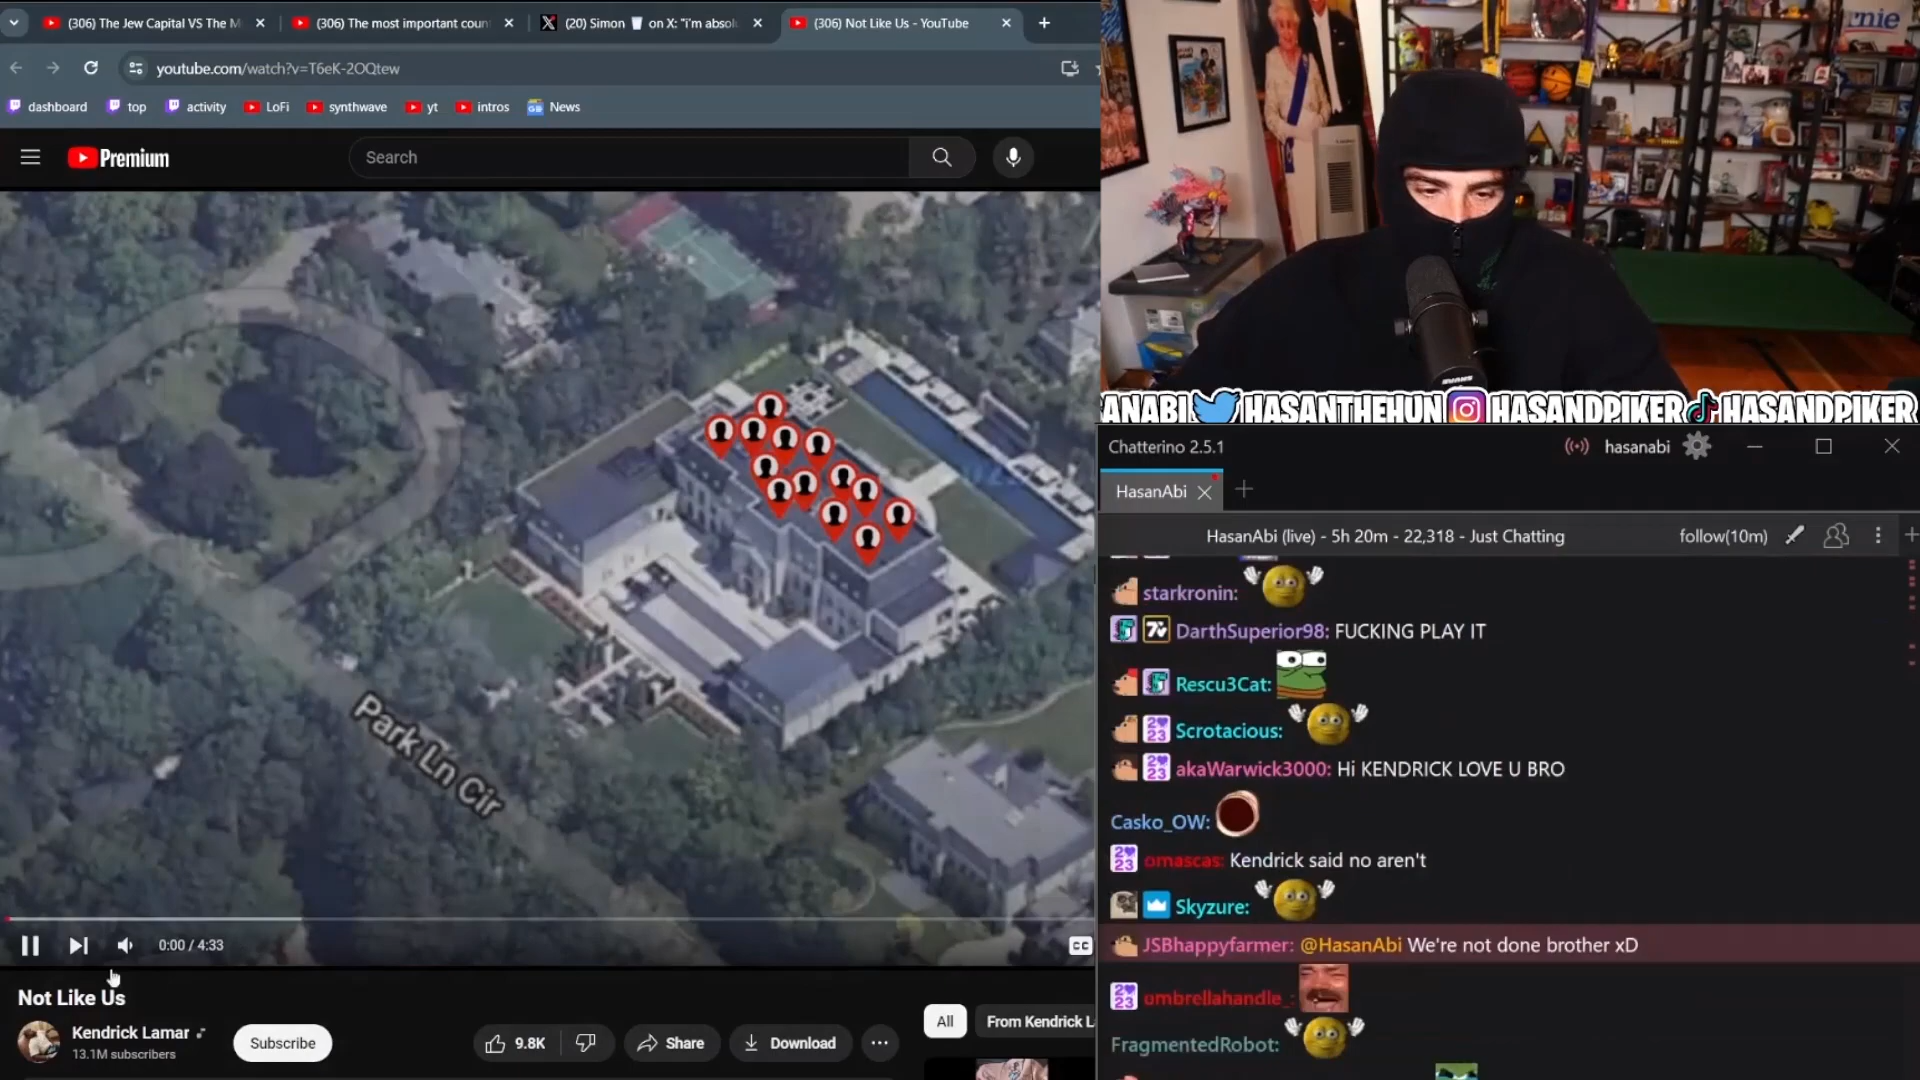 (306) The Jew Capital VS The M
(306) The most important coun
(20) Simon on X: "i'm absol
(306) Not Like Us - YouTube
youtube.com/watch?v=T6eK-2OQtew
dashboard
top
activity
LoFi
synthwave
yt
intros
News
Premium
Search
Park Ln Cir
0:00 / 4:33
CC
Not Like Us
Kendrick Lamar
13.1M subscribers
Subscribe
9.8K
Share
Download
All
From Kendrick L
rnie
ANABI HASANTHEHUN HASANDPIKER HASANDPIKER
Chatterino 2.5.1
hasanabi
HasanAbi
HasanAbi (live) - 5h 20m - 22,318 - Just Chatting
follow(10m)
starkronin:
DarthSuperior98: FUCKING PLAY IT
Rescu3Cat:
Scrotacious:
akaWarwick3000: Hi KENDRICK LOVE U BRO
Casko_OW:
omascas: Kendrick said no aren't
Skyzure:
JSBhappyfarmer: @HasanAbi We're not done brother xD
ombrellahandle_:
FragmentedRobot: